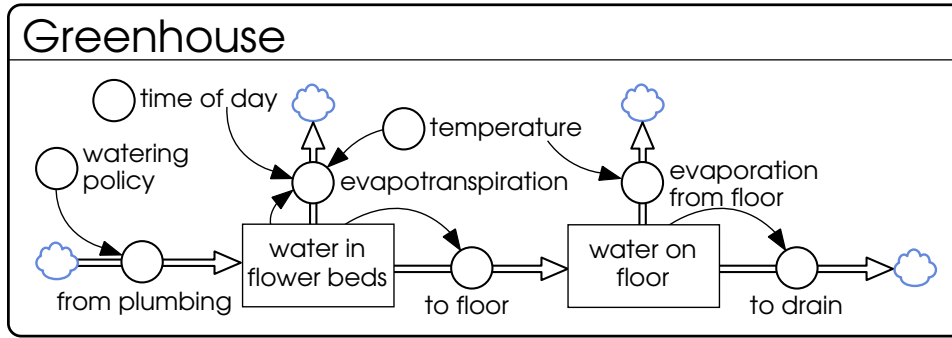 Greenhouse
time of day
temperature
watering
policy
evapotranspiration
evaporation
from floor
water in
flower beds
water on
floor
from plumbing
to floor
to drain